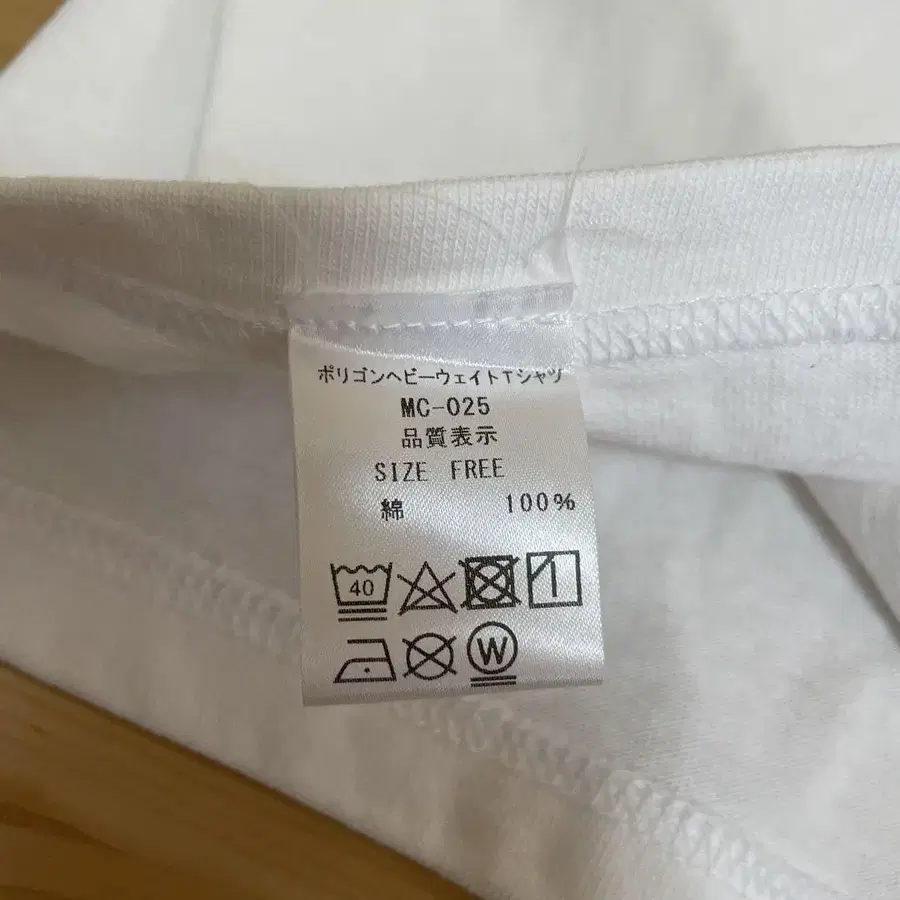 ポリゴンヘビーウェイトTシャツ
MC-025
品質表示
SIZE FREE
綿 100%
40
W